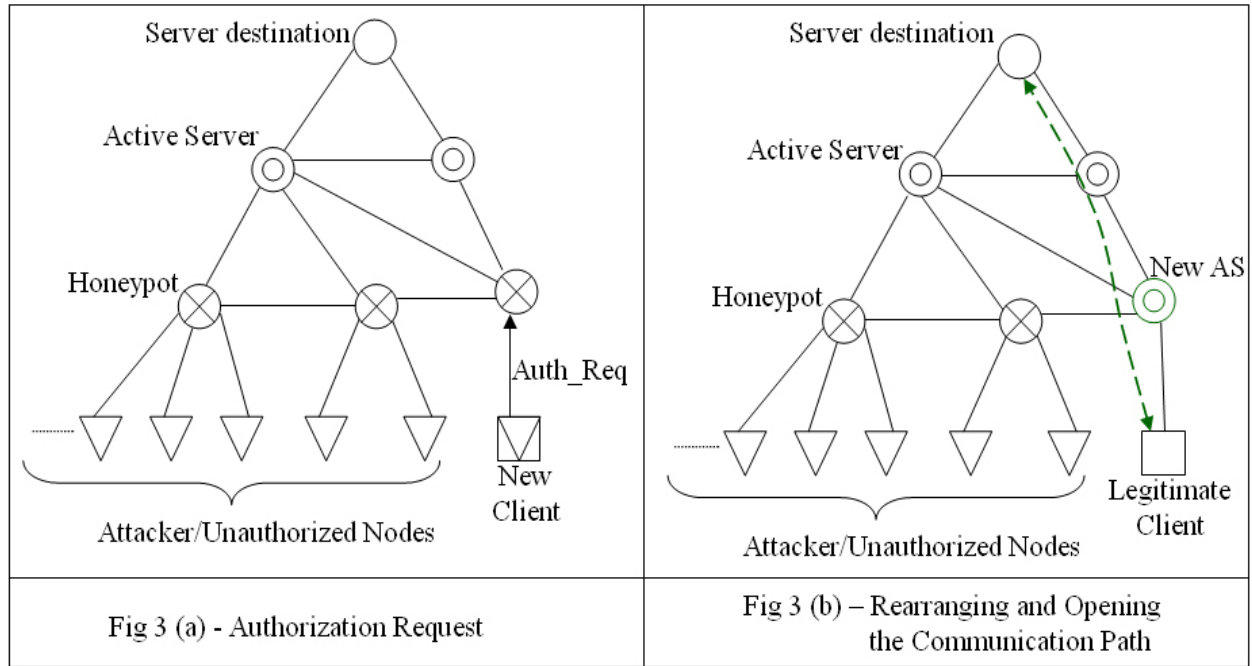 Server destination
Active Server
Honeypot
Auth_Req
New
Client
Attacker/Unauthorized Nodes
Fig 3 (a) - Authorization Request
Server destination
Active Server
New AS
Honeypot
Legitimate
Client
Attacker/Unauthorized Nodes
Fig 3 (b) – Rearranging and Opening
the Communication Path